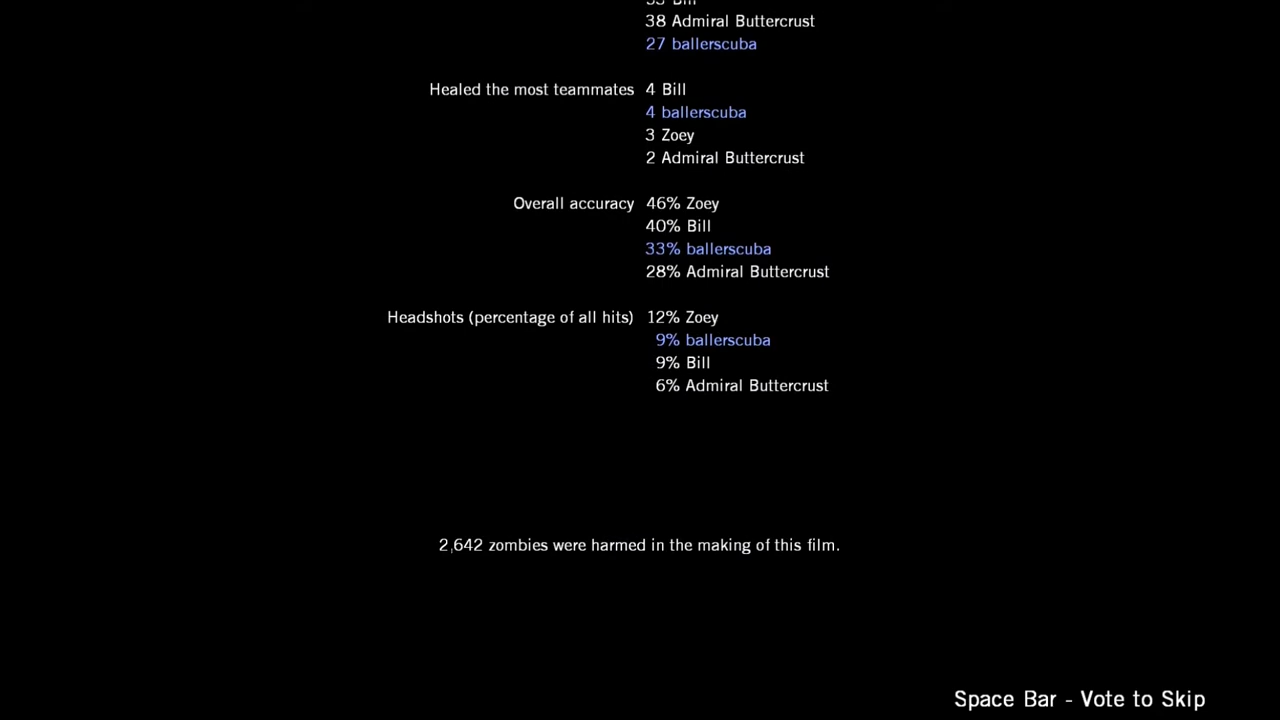 Bill
38 Admiral Buttercrust
27 ballerscuba
Healed the most teammates 4 Bill
4 ballerscuba
3 Zoey
2 Admiral Buttercrust
Overall accuracy 46% Zoey
40% Bill
33% ballerscuba
28% Admiral Buttercrust
Headshots (percentage of all hits) 12% Zoey
9% ballerscuba
9% Bill
6% Admiral Buttercrust
2,642 zombies were harmed in the making of this film.
Space Bar - Vote to Skip